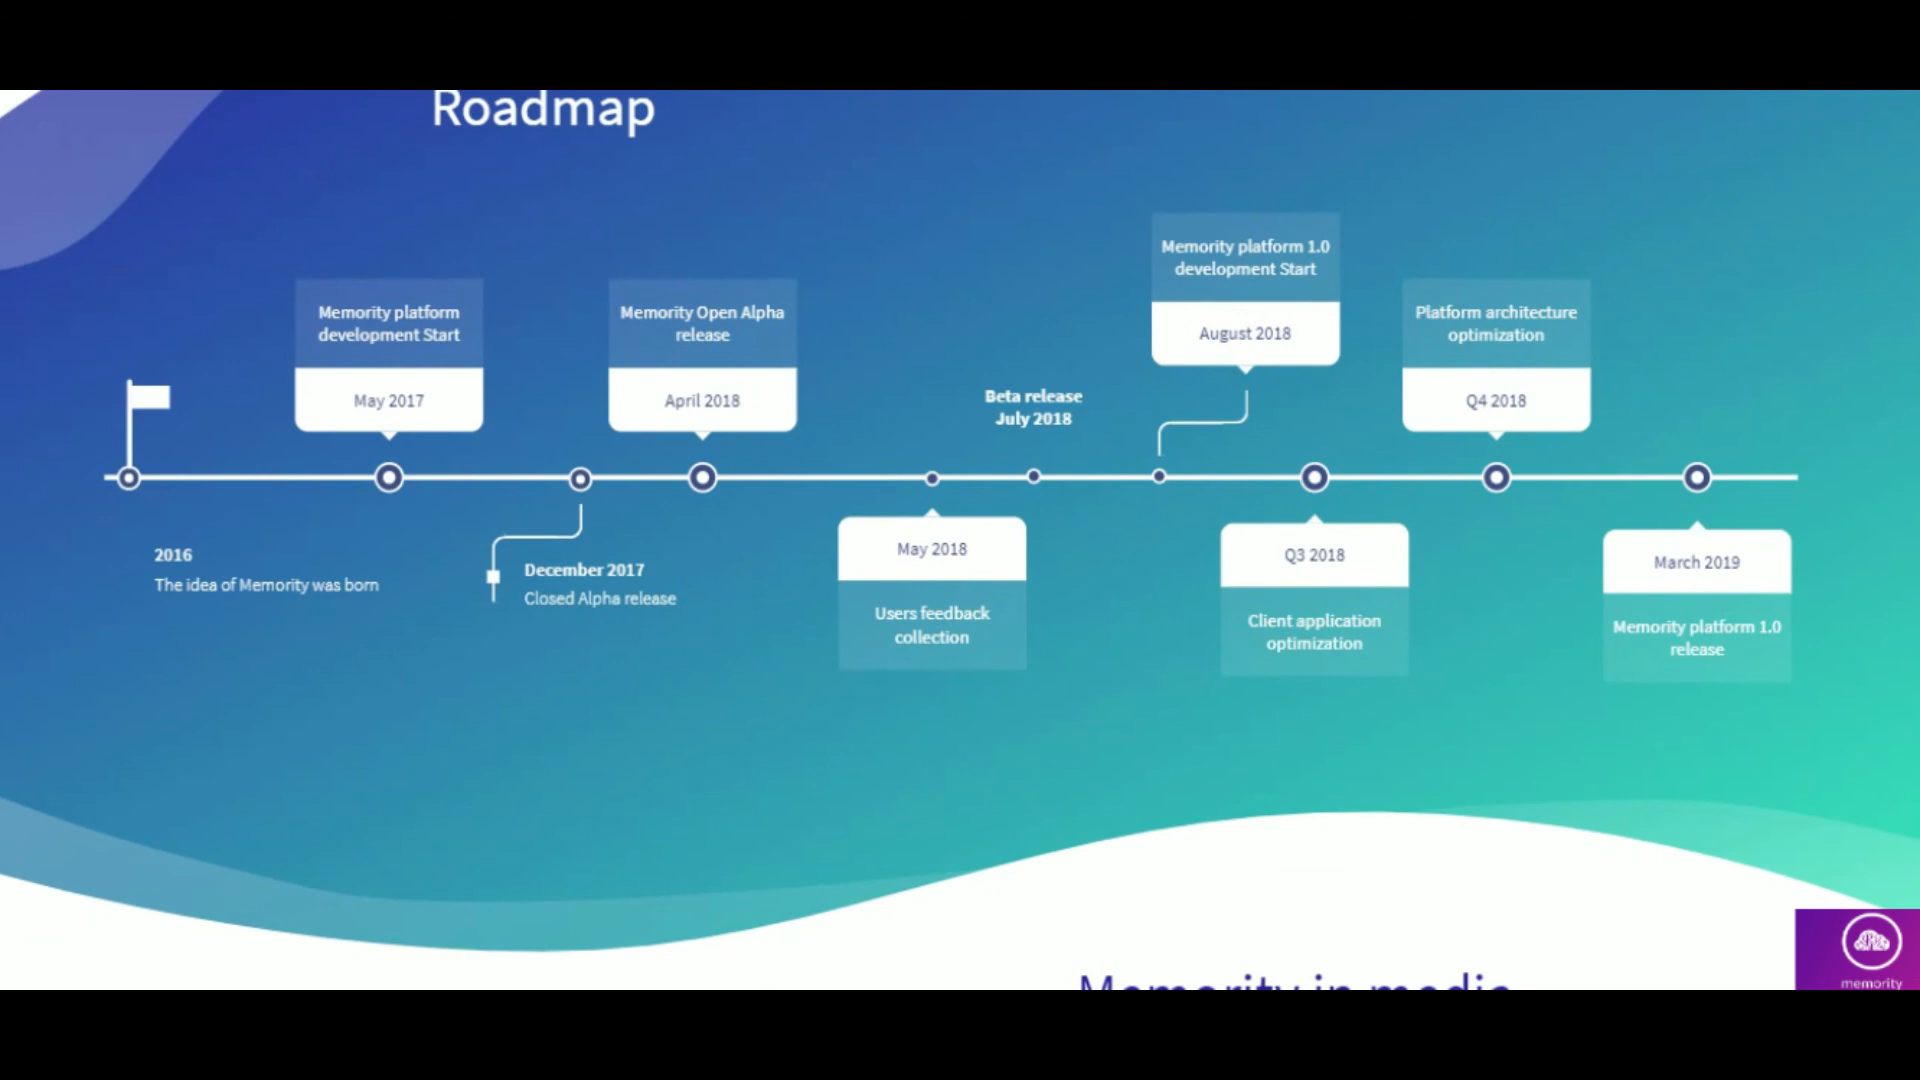 Roadmap
2016
The idea of Memority was born
Memority platform
development Start
May 2017
December 2017
Closed Alpha release
Memority Open Alpha
release
April 2018
May 2018
Users feedback
collection
Beta release
July 2018
Memority platform 1.0
development Start
August 2018
Q3 2018
Client application
optimization
Platform architecture
optimization
Q4 2018
March 2019
Memority platform 1.0
release
Memority in media
memority